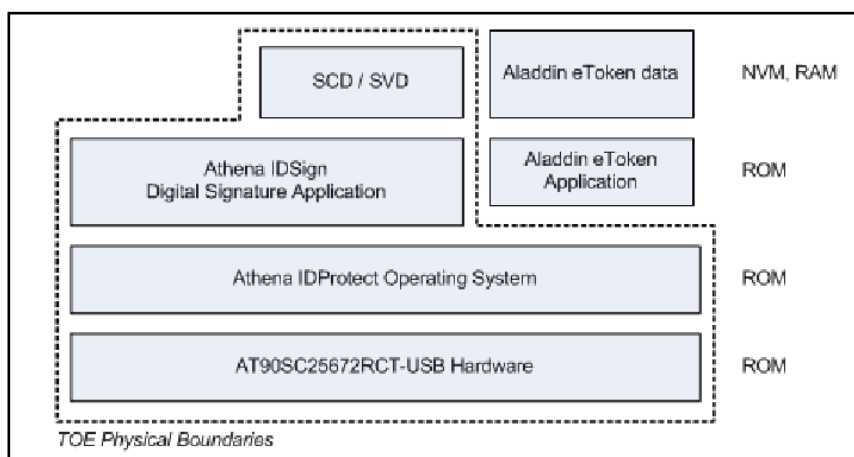 SCD / SVD
Aladdin eToken data
NVM, RAM
Athena IDSign
Digital Signature Application
Aladdin eToken
Application
ROM
Athena IDProtect Operating System
ROM
AT90SC25672RCT-USB Hardware
ROM
TOE Physical Boundaries